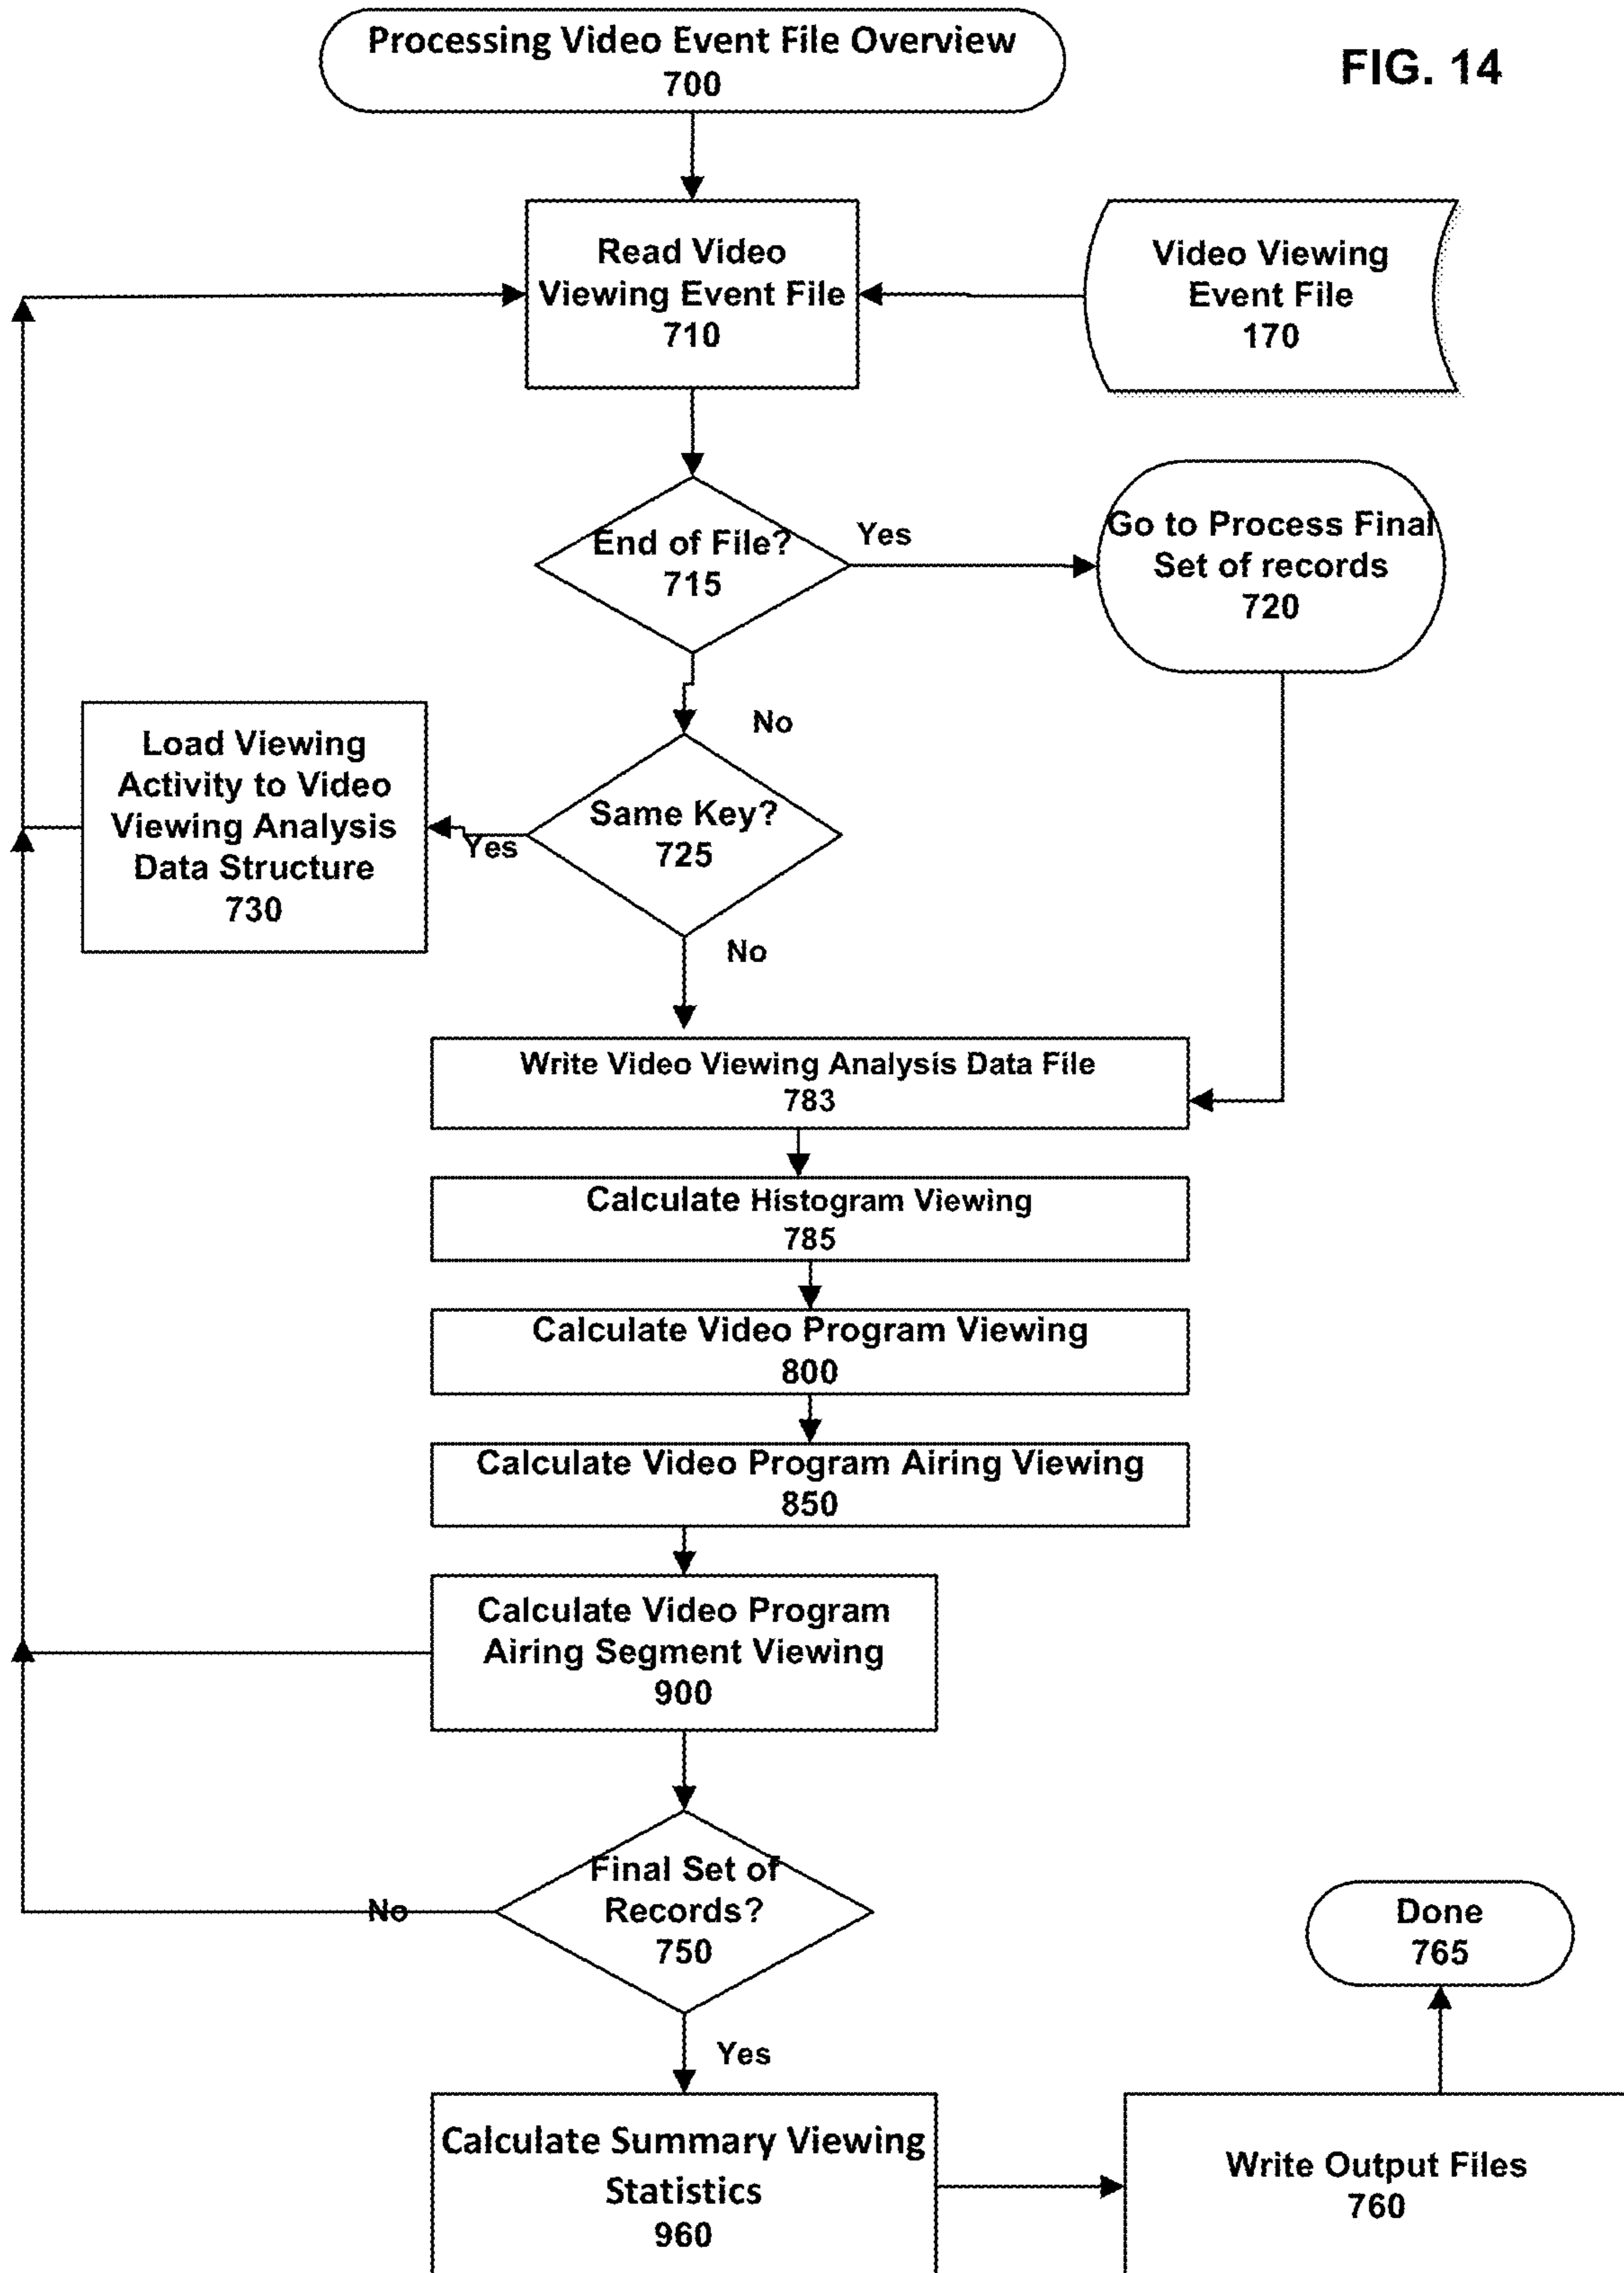 Processing Video Event File Overview
700
FIG. 14
Read Video
Viewing Event File
710
Video Viewing
Event File
170
End of File?
715
Yes
Go to Process Final
Set of records
720
No
Load Viewing
Activity to Video
Viewing Analysis
Data Structure
730
Yes
Same Key?
725
No
Write Video Viewing Analysis Data File
783
Calculate Histogram Viewing
785
Calculate Video Program Viewing
800
Calculate Video Program Airing Viewing
850
Calculate Video Program
Airing Segment Viewing
900
Final Set of
Records?
750
No
Done
765
Yes
Calculate Summary Viewing
Statistics
960
Write Output Files
760